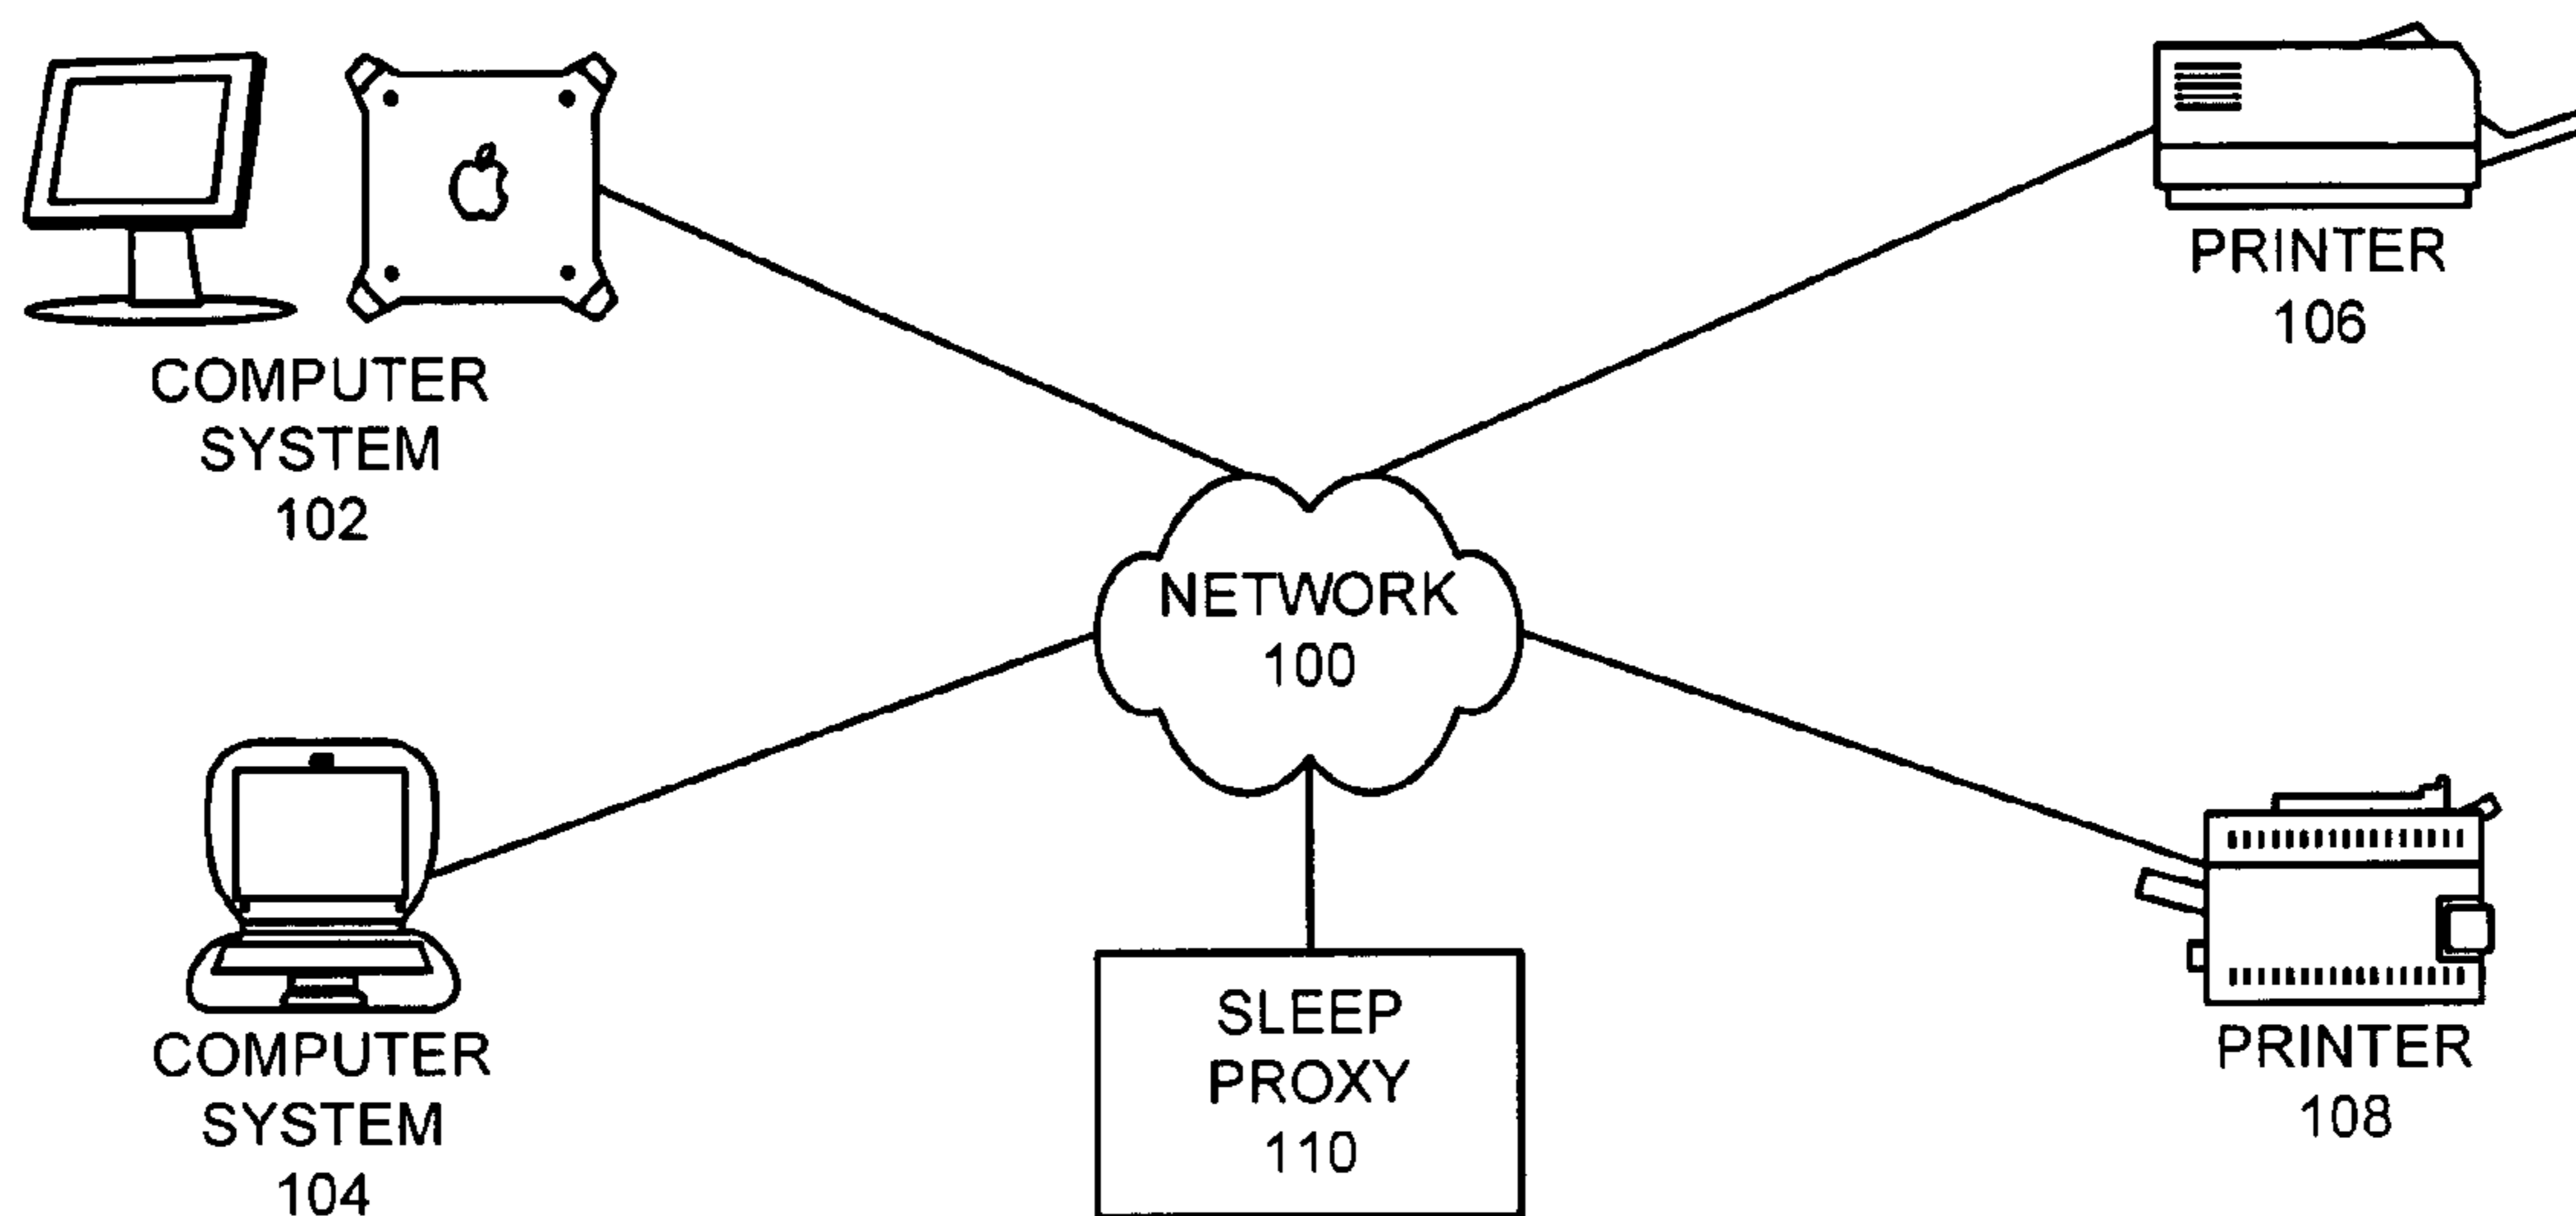 COMPUTER
SYSTEM
102
PRINTER
106
NETWORK
100
COMPUTER
SYSTEM
104
SLEEP
PROXY
110
PRINTER
108